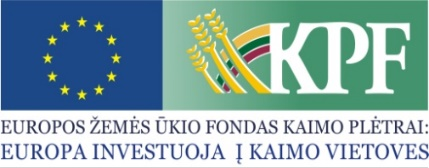 KPF
EUROPOS ŽEMĖS ŪKIO FONDAS KAIMO PLĖTRAI:
EUROPA INVESTUOJA Į KAIMO VIETOVES